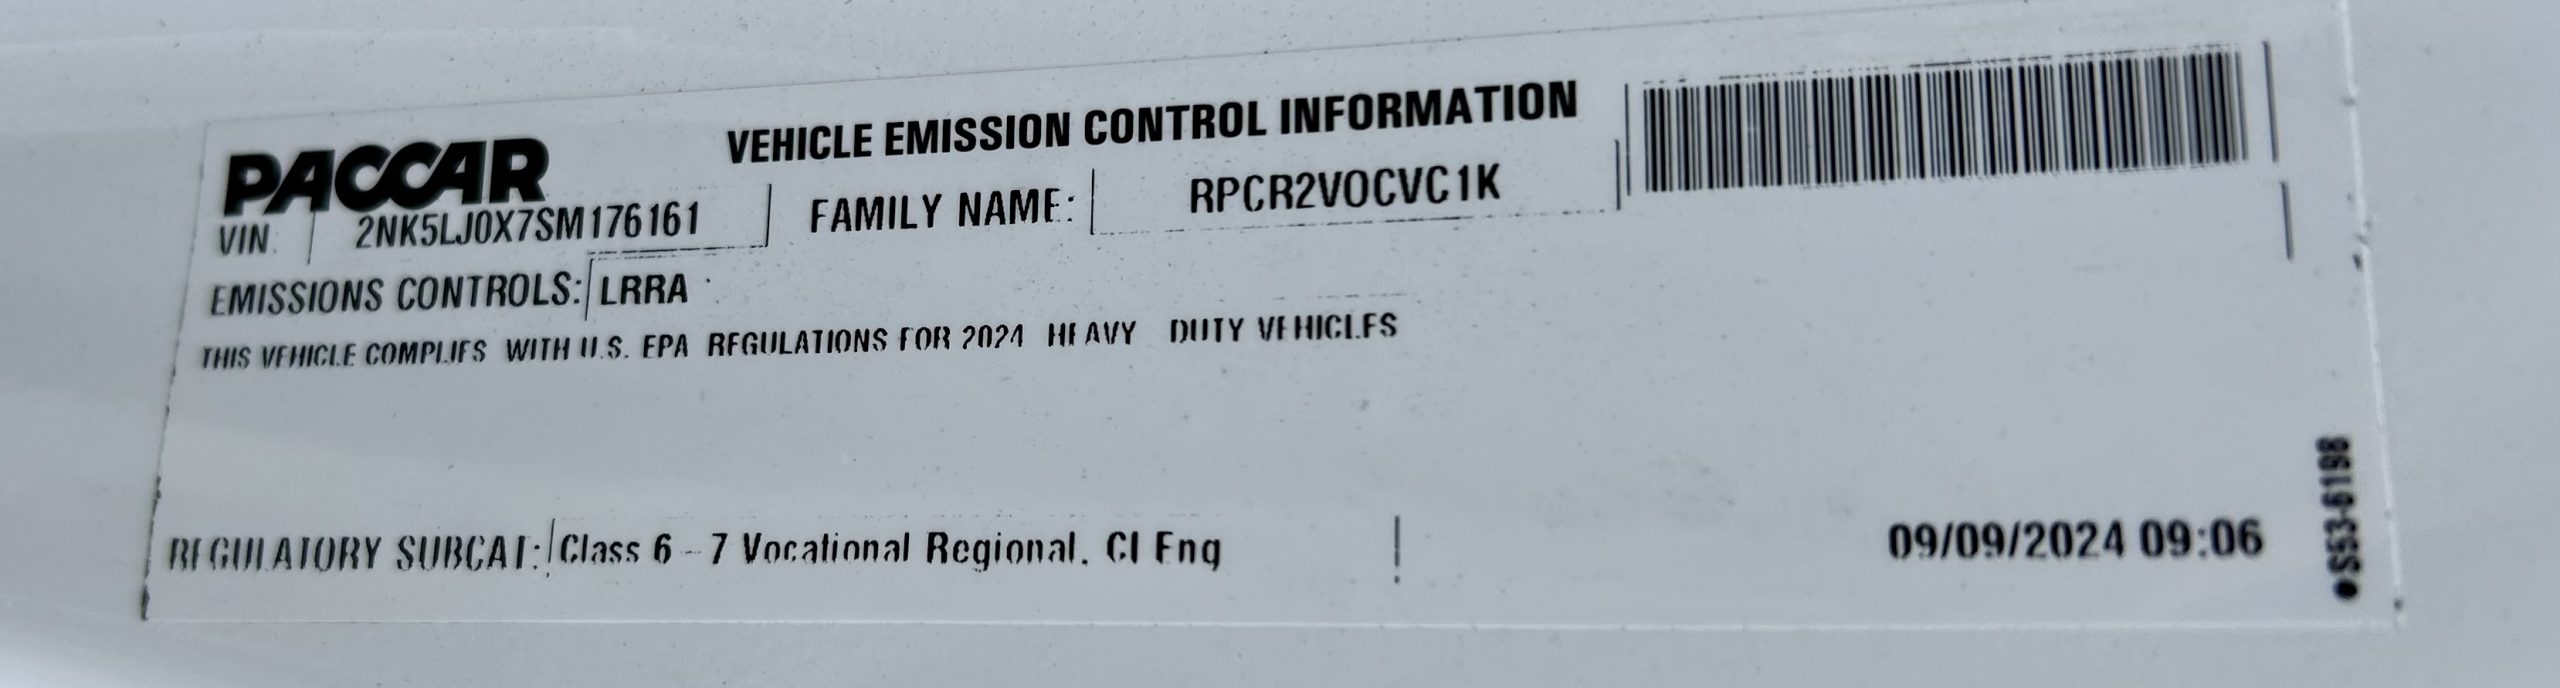 PACCAR
VEHICLE EMISSION CONTROL INFORMATION
VIN: 2NK5LJ0X7SM176161 FAMILY NAME: RPCR2VOCVC1K
EMISSIONS CONTROLS: LRRA
THIS VEHICLE COMPLIES WITH U.S. EPA REGULATIONS FOR 2024 HEAVY DUTY VEHICLES
REGULATORY SUBCAT: Class 6 - 7 Vocational Regional, CI Eng
09/09/2024 09:06
●S53-6198